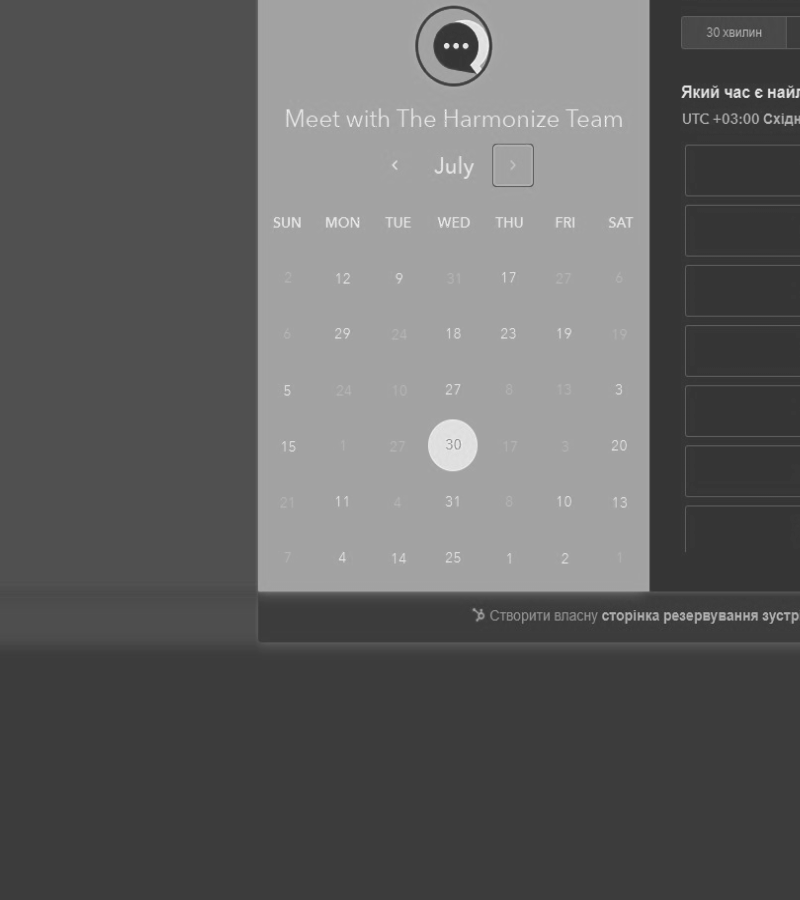 Meet with The Harmonize Team
July
SUN MON TUE WED THU FRI SAT
2 12 9 31 17 27 6
6 29 24 18 23 19 19
5 24 10 27 8 13 3
15 1 27 30 17 3 20
21 11 4 31 8 10 13
7 4 14 25 1 2 1
30 хвилин
Який час є най
UTC +03:00 Східн
Створити власну сторінка резервування зустр